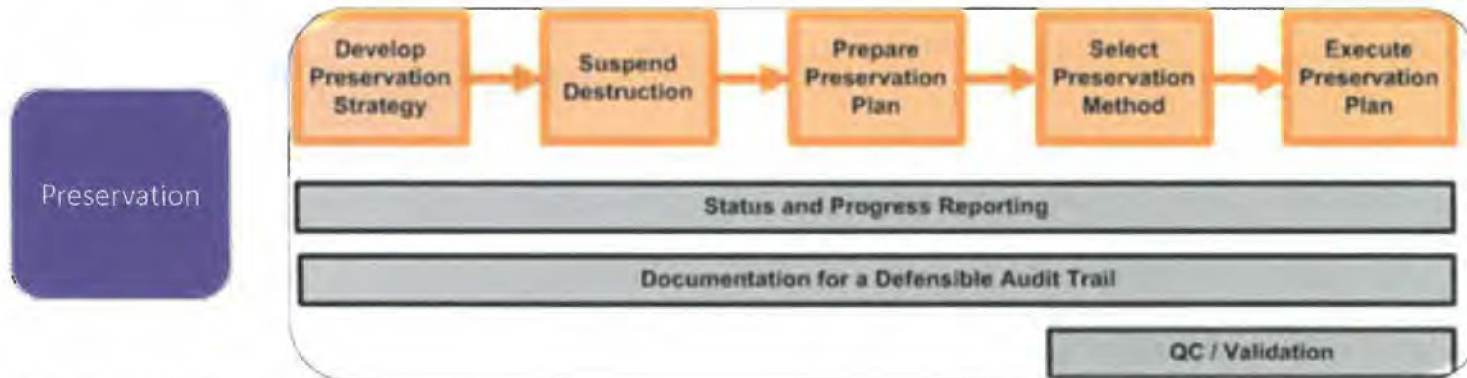 Preservation
Develop
Preservation
Strategy
Suspend
Destruction
Prepare
Preservation
Plan
Select
Preservation
Method
Execute
Preservation
Plan
Status and Progress Reporting
Documentation for a Defensible Audit Trail
QC / Validation